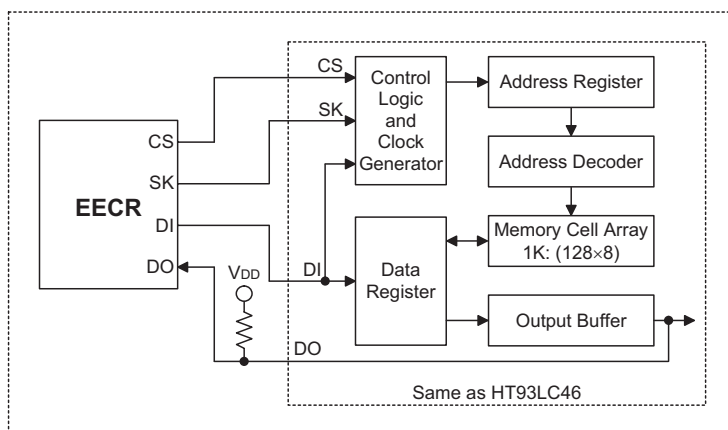 EECR
CS
SK
DI
DO
VDD
CS
SK
DI
DO
Control
Logic
and
Clock
Generator
Address Register
Address Decoder
Memory Cell Array
1K: (128×8)
Data
Register
Output Buffer
Same as HT93LC46